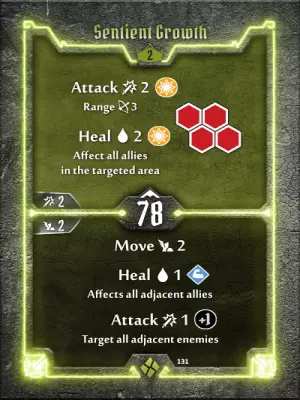 Sentient Growth
2
Attack 2
Range 3
Heal 2
Affect all allies
in the targeted area
2
78
2
Move 2
Heal 1
Affects all adjacent allies
Attack 1 +1
Target all adjacent enemies
131